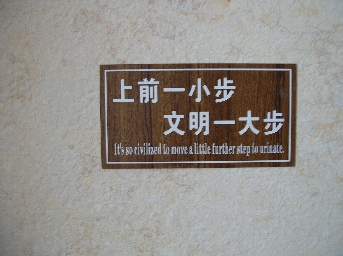 上前一小步
文明一大步
It's so civilized to move a little further step to urinate.